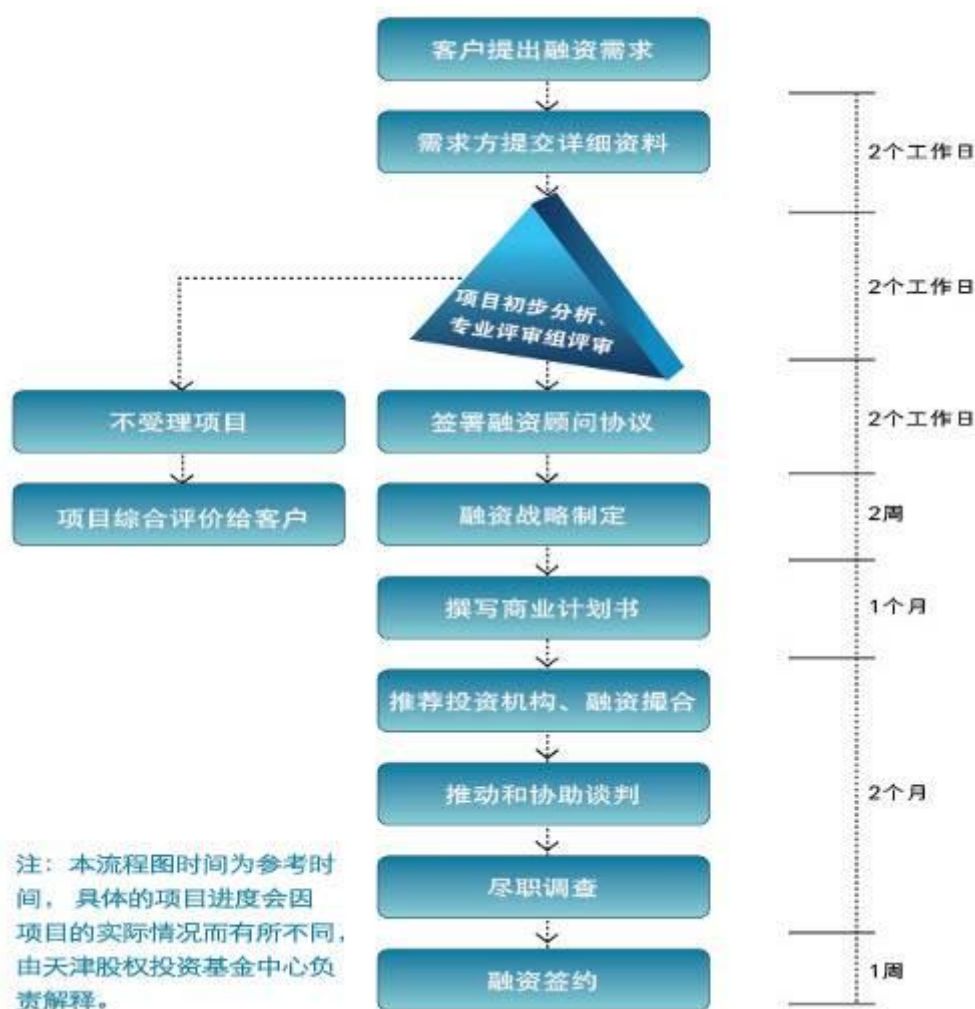 客户提出融资需求
需求方提交详细资料
2个工作日
项目初步分析、
专业评审组评审
2个工作日
不受理项目
签署融资顾问协议
2个工作日
项目综合评价给客户
融资战略制定
2周
撰写商业计划书
1个月
推荐投资机构、融资撮合
推动和协助谈判
2个月
尽职调查
融资签约
1周
注：本流程图时间为参考时
间，具体的项目进度会因
项目的实际情况而有所不同，
由天津股权投资基金中心负
责解释。